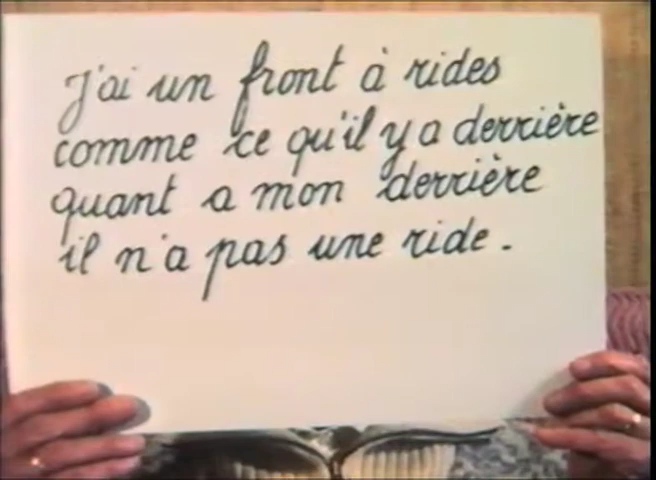 J'ai un front à rides
comme ce qu'il y a derrière
quant a mon derrière
il n'a pas une ride.